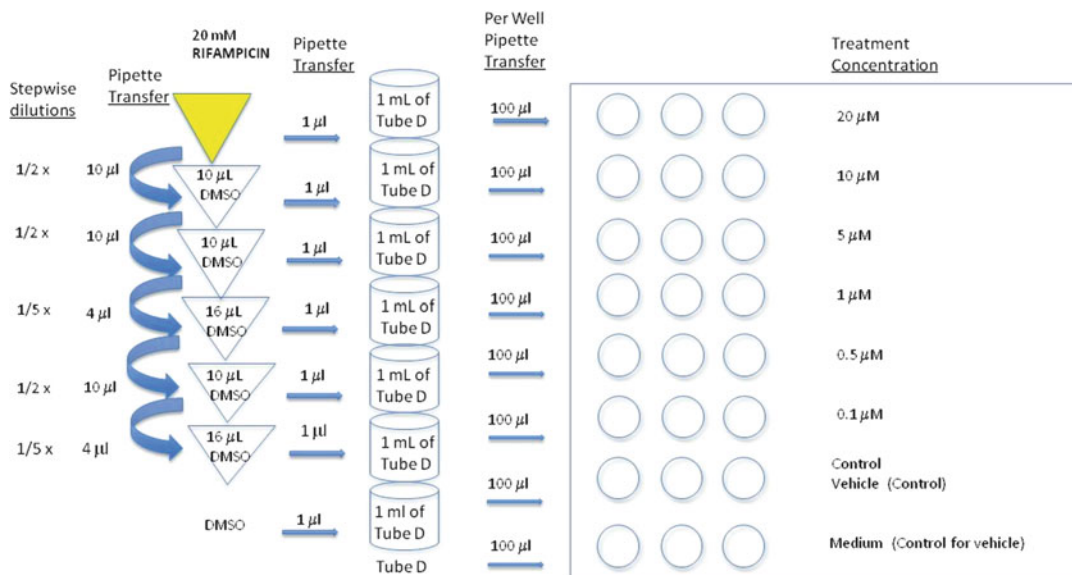 20 mM
RIFAMPICIN
Stepwise
dilutions
Pipette
Transfer
Pipette
Transfer
Per Well
Pipette
Transfer
Treatment
Concentration
1 µl
1 mL of
Tube D
100 µl
20 µM
1/2 x
10 µl
10 µL
DMSO
1 µl
1 mL of
Tube D
100 µl
10 µM
1/2 x
10 µl
10 µL
DMSO
1 µl
1 mL of
Tube D
100 µl
5 µM
1/5 x
4 µl
16 µL
DMSO
1 µl
1 mL of
Tube D
100 µl
1 µM
1/2 x
10 µl
10 µL
DMSO
1 µl
1 mL of
Tube D
100 µl
0.5 µM
1/5 x
4 µl
16 µL
DMSO
1 µl
1 mL of
Tube D
100 µl
0.1 µM
DMSO
1 µl
1 ml of
Tube D
100 µl
Control
Vehicle (Control)
Tube D
100 µl
Medium (Control for vehicle)